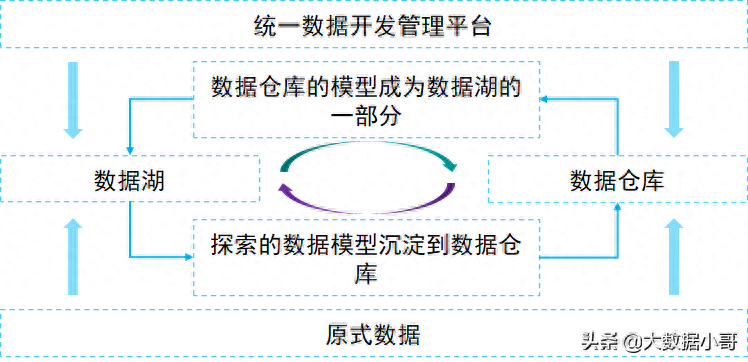 统一数据开发管理平台
数据仓库的模型成为数据湖的
一部分
数据湖
数据仓库
探索的数据模型沉淀到数据仓
库
原式数据
头条 @大数据小哥